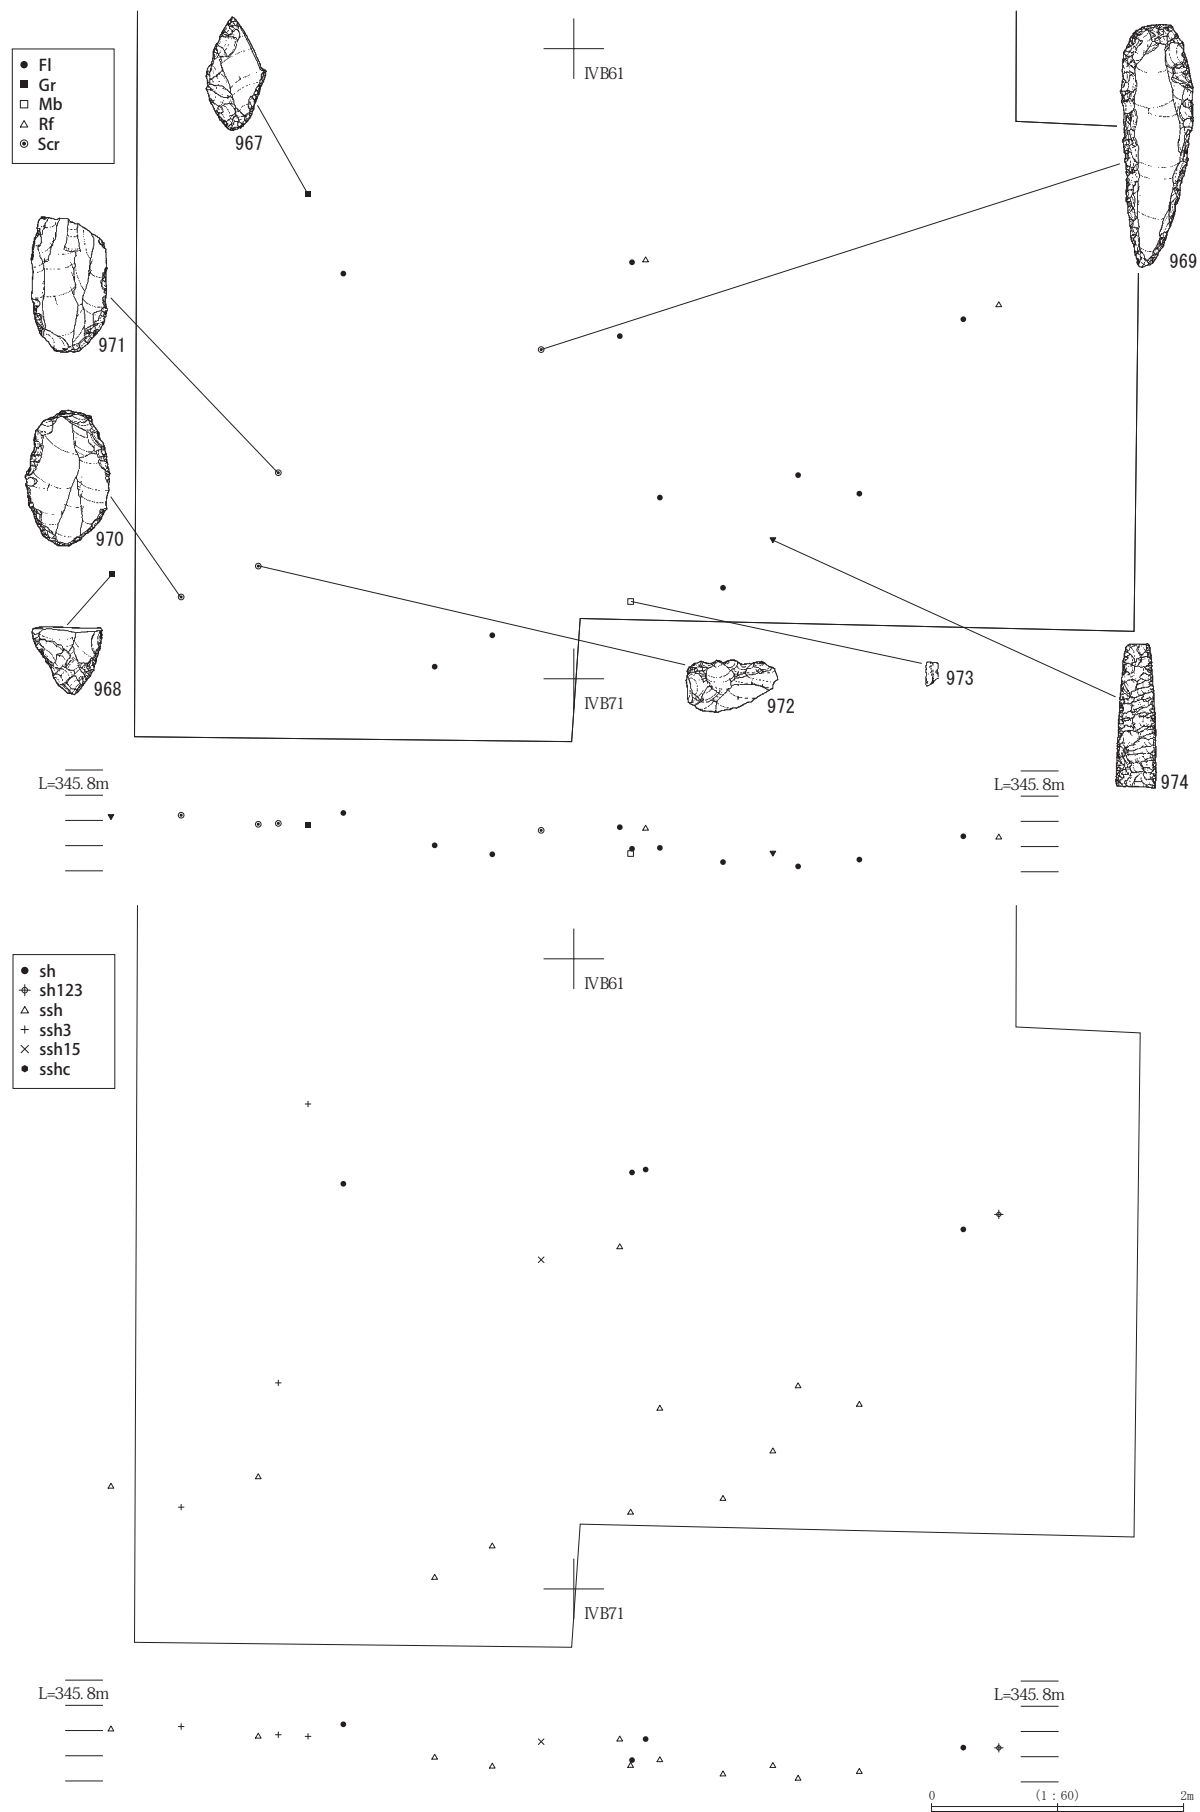 Fl
Gr
Mb
Rf
Scr
967
ⅣB61
969
971
970
968
ⅣB71
972
973
974
L=345.8m
L=345.8m
sh
sh123
ssh
ssh3
ssh15
sshc
ⅣB61
ⅣB71
L=345.8m
L=345.8m
0 (1:60) 2m